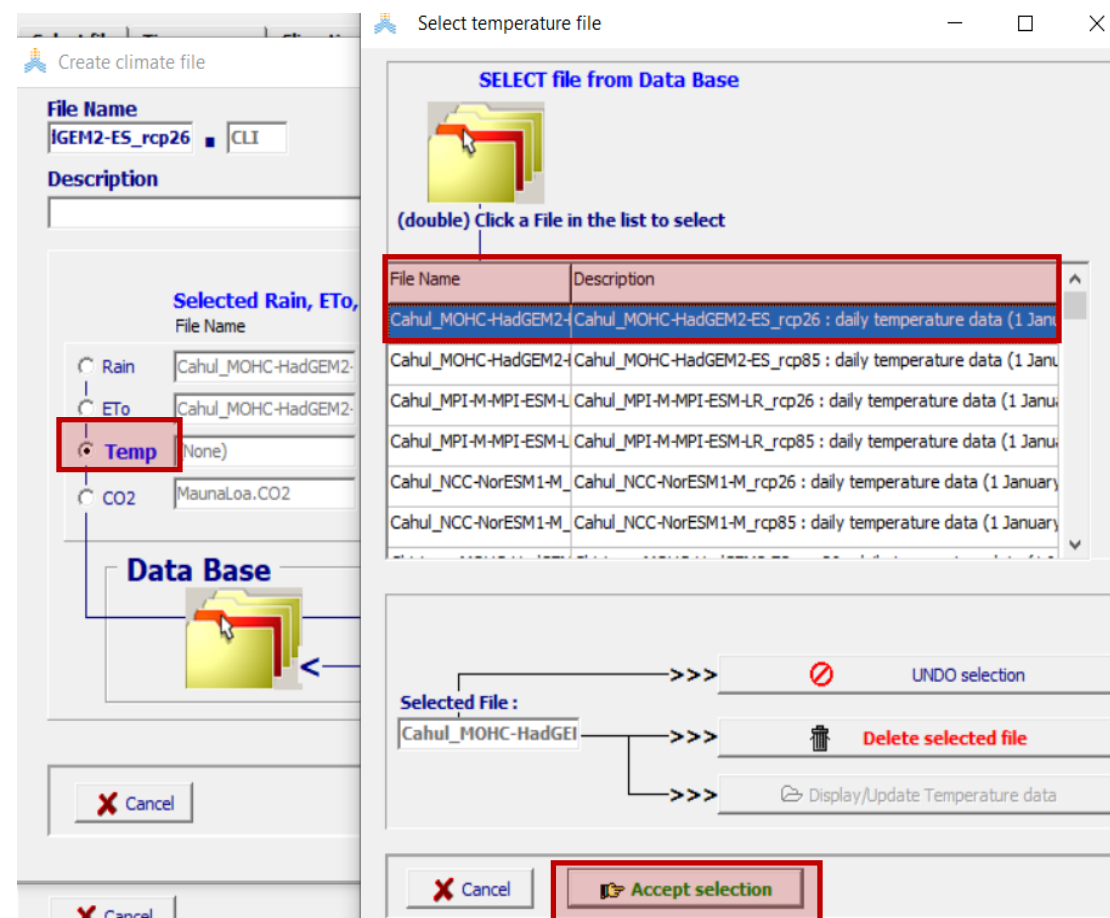 Select temperature file
Create climate file
File Name
IGEM2-ES_rcp26 . CLI
Description
Selected Rain, ETo,
File Name
Rain
Cahul_MOHC-HadGEM2-
ETo
Cahul_MOHC-HadGEM2-
Temp
(None)
CO2
MaunaLoa.CO2
Data Base
<
Cancel
Cancel
SELECT file from Data Base
(double) Click a File in the list to select
File Name Description
Cahul_MOHC-HadGEM2-I Cahul_MOHC-HadGEM2-ES_rcp26 : daily temperature data (1 Janu
Cahul_MOHC-HadGEM2-I Cahul_MOHC-HadGEM2-ES_rcp85 : daily temperature data (1 Janu
Cahul_MPI-M-MPI-ESM-L Cahul_MPI-M-MPI-ESM-LR_rcp26 : daily temperature data (1 Janua
Cahul_MPI-M-MPI-ESM-L Cahul_MPI-M-MPI-ESM-LR_rcp85 : daily temperature data (1 Janua
Cahul_NCC-NorESM1-M_ Cahul_NCC-NorESM1-M_rcp26 : daily temperature data (1 January
Cahul_NCC-NorESM1-M_ Cahul_NCC-NorESM1-M_rcp85 : daily temperature data (1 January
>>> UNDO selection
Selected File :
Cahul_MOHC-HadGEI >>> Delete selected file
>>> Display/Update Temperature data
Cancel Accept selection